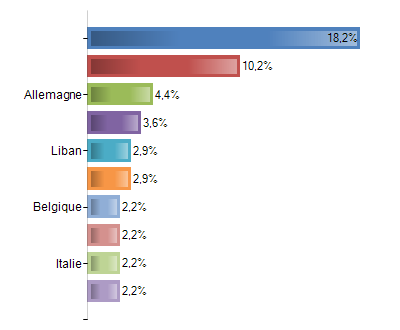 18,2%
10,2%
Allemagne 4,4%
3,6%
Liban 2,9%
2,9%
Belgique 2,2%
2,2%
Italie 2,2%
2,2%